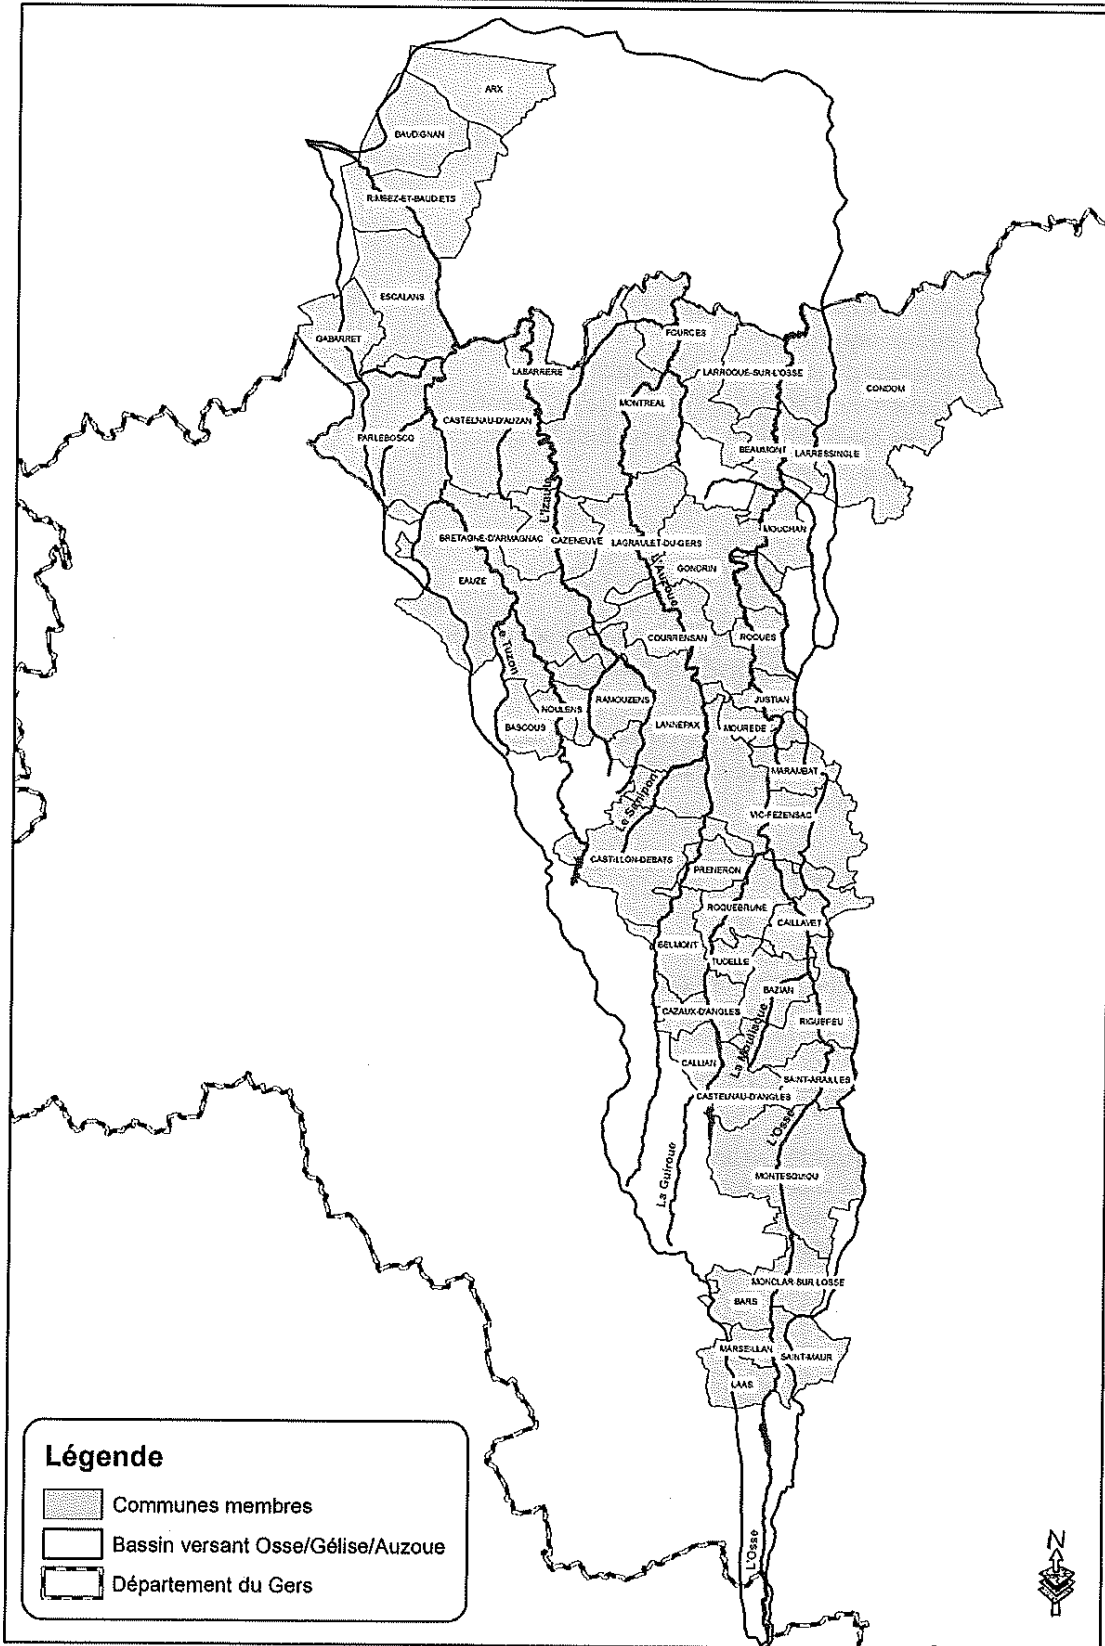 ARX
BAUDIGNAN
RIMBEZ-ET-BAUDIETS
ESCALANS
GABARRET
FOURCES
LABARRERE
LARROQUE-SUR-L'OSSE
CONDOM
MONTREAL
CASTELNAU-D'AUZAN
PARLEBOSCQ
BEAUMONT
LARRESSINGLE
L'Izaute
MOUCHAN
BRETAGNE-D'ARMAGNAC
CAZENEUVE
LAGRAULET-DU-GERS
GONDRIN
EAUZE
L'Auzoue
COURRENSAN
ROQUES
Le Tuzon
RAMOUZENS
JUSTIAN
NOULENS
BASCOUS
LANNEPAX
MOUREDE
MARAMBAT
VIC-FEZENSAC
CASTILLON-DEBATS
PRENERON
ROQUEBRUNE
CAILLAVET
BELMONT
TUDELLE
BAZIAN
CAZAUX-D'ANGLES
RIGUEPEU
CALLIAN
SAINT-ARAILLES
CASTELNAU-D'ANGLES
L'Osse
La Guiroue
MONTESQUIOU
MONCLAR-SUR-LOSSE
BARS
MARSEILLAN
SAINT-MAUR
LAAS
L'Osse
N
Légende
Communes membres
Bassin versant Osse/Gélise/Auzoue
Département du Gers